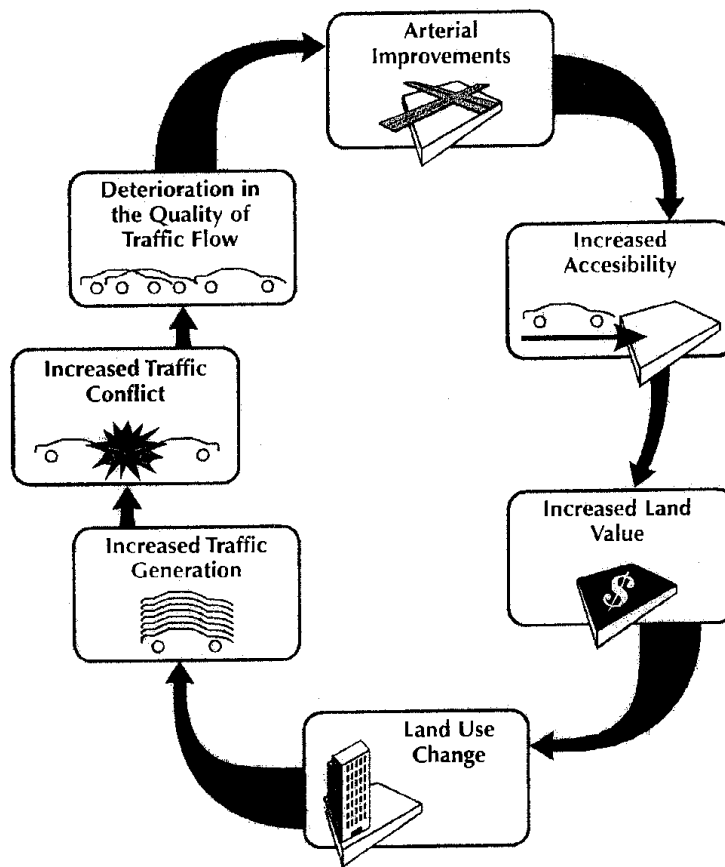 Arterial
Improvements
Increased
Accesibility
Increased Land
Value
$
Land Use
Change
Increased Traffic
Generation
Increased Traffic
Conflict
Deterioration in
the Quality of
Traffic Flow